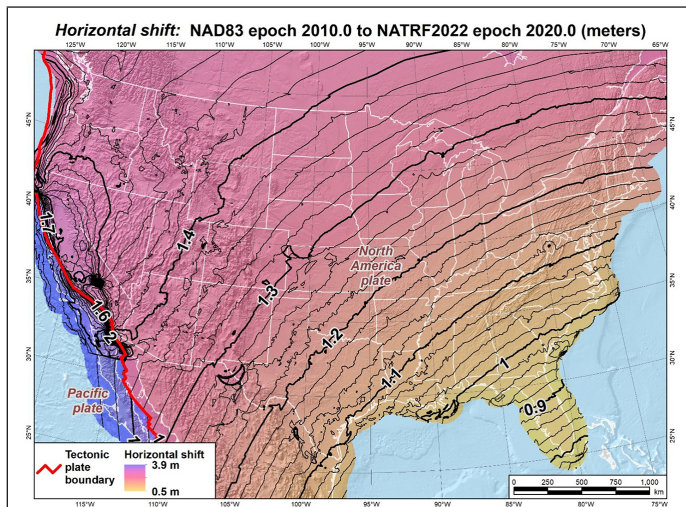 Horizontal shift: NAD83 epoch 2010.0 to NATRF2022 epoch 2020.0 (meters)
125°W 120°W 115°W 110°W 105°W 100°W 95°W 90°W 85°W 80°W 75°W 70°W 65°W
45°N
40°N
35°N
30°N
25°N
45°N
40°N
35°N
30°N
25°N
1.7
1.6
2
1.4
1.3
1.2
1.1
1
0.9
1
North
America
plate
Pacific
plate
Tectonic
plate
boundary
Horizontal shift
3.9 m
0.5 m
0 250 500 750 1,000
km
115°W 110°W 105°W 100°W 95°W 90°W 85°W 80°W 75°W